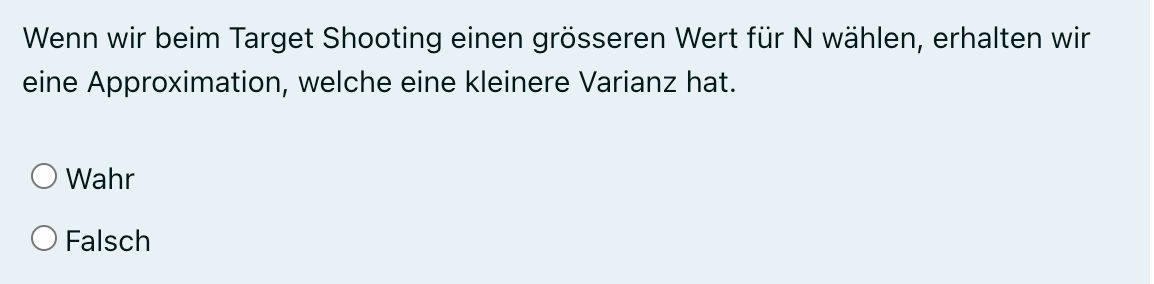 Wenn wir beim Target Shooting einen grösseren Wert für N wählen, erhalten wir
eine Approximation, welche eine kleinere Varianz hat.
Wahr
Falsch